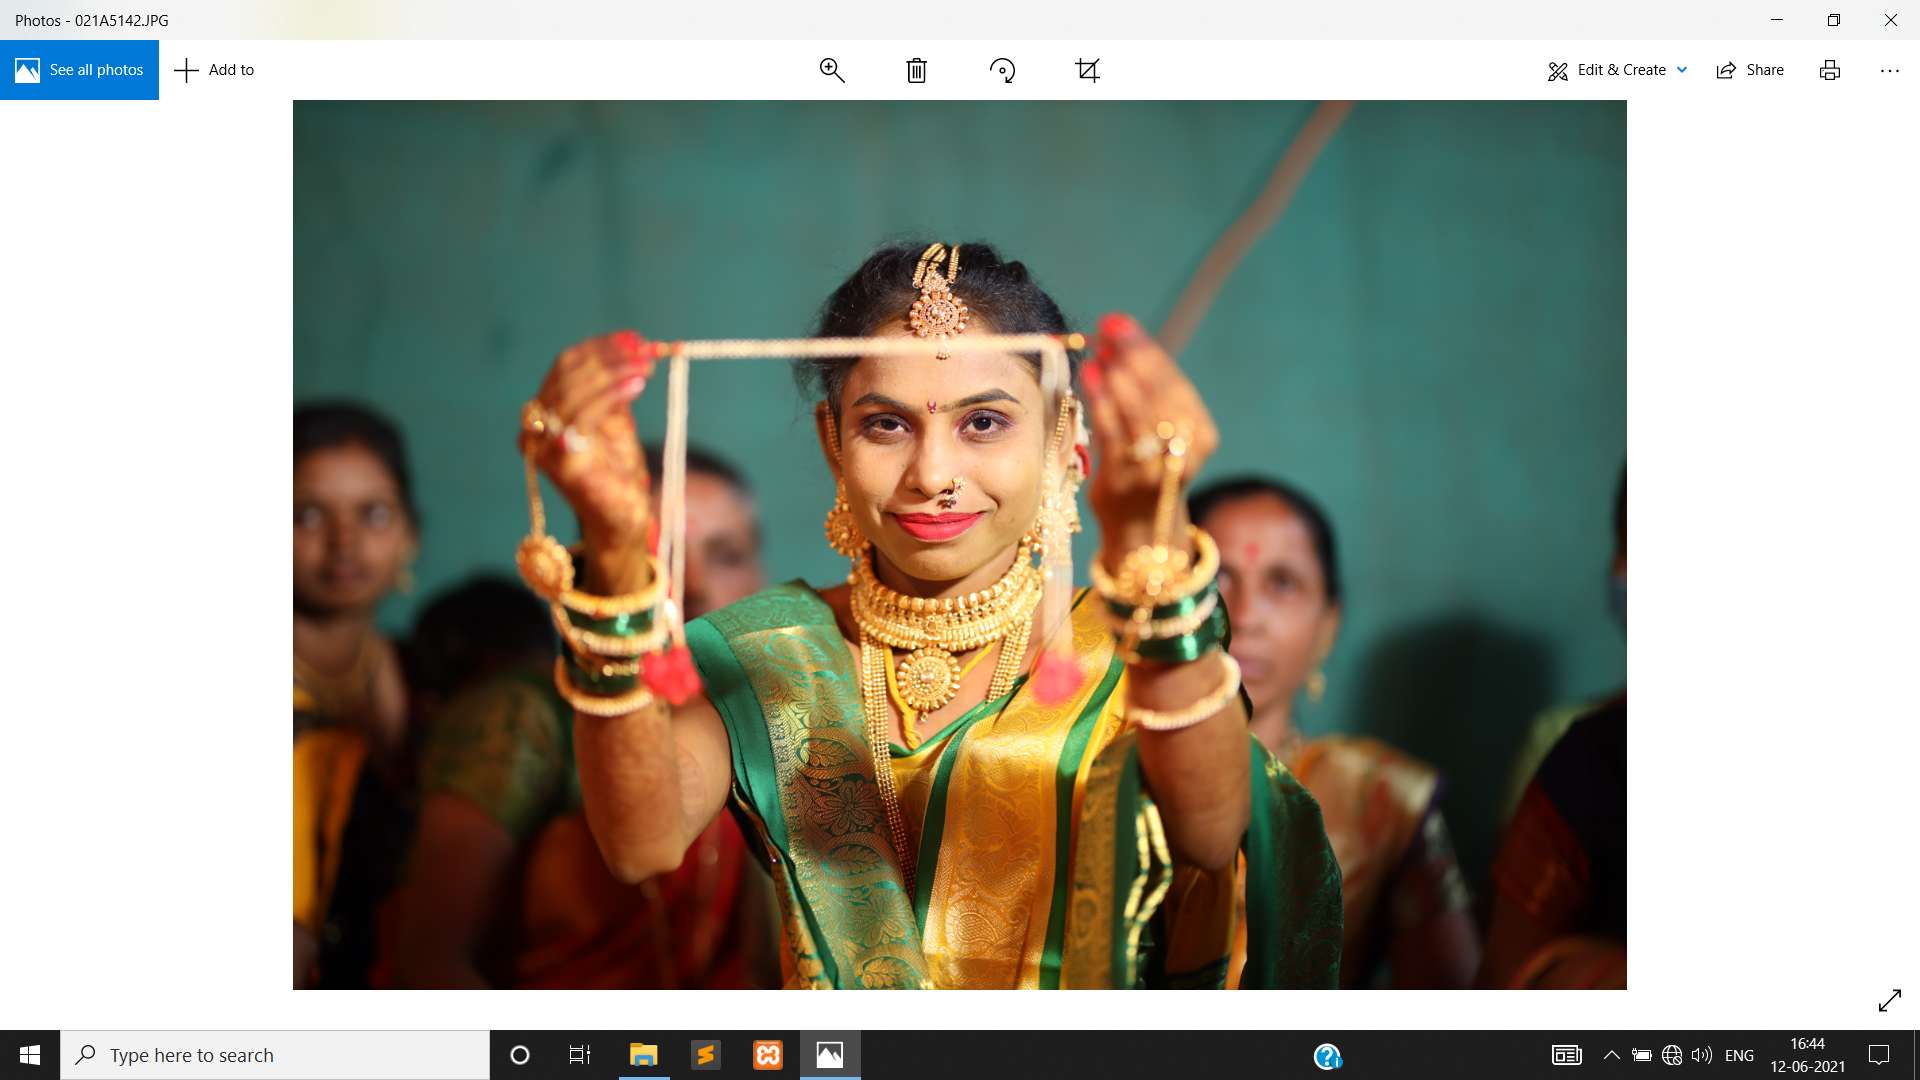 Photos - 021A5142.JPG
See all photos
Add to
Edit & Create
Share
Type here to search
ENG
16:44
12-06-2021